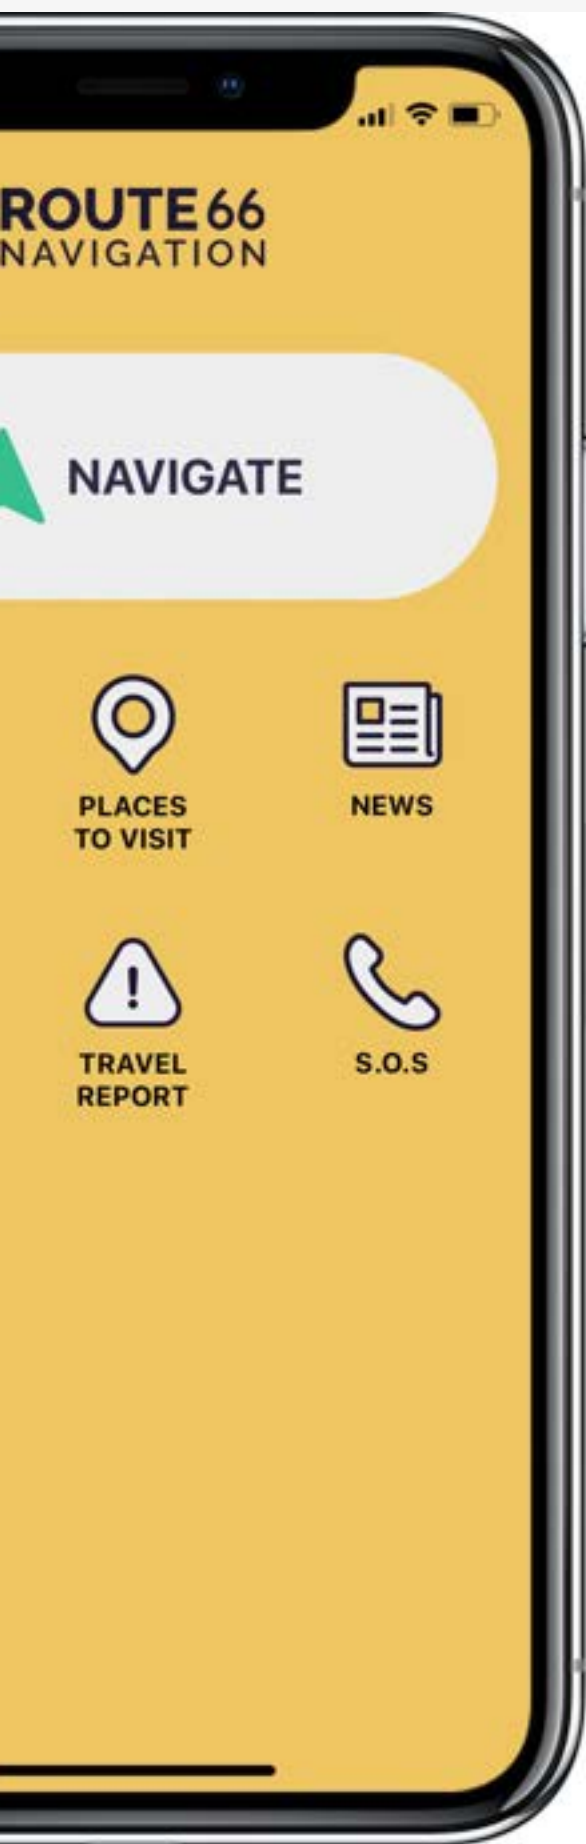 ROUTE 66
NAVIGATION
NAVIGATE
PLACES
TO VISIT
NEWS
TRAVEL
REPORT
S.O.S